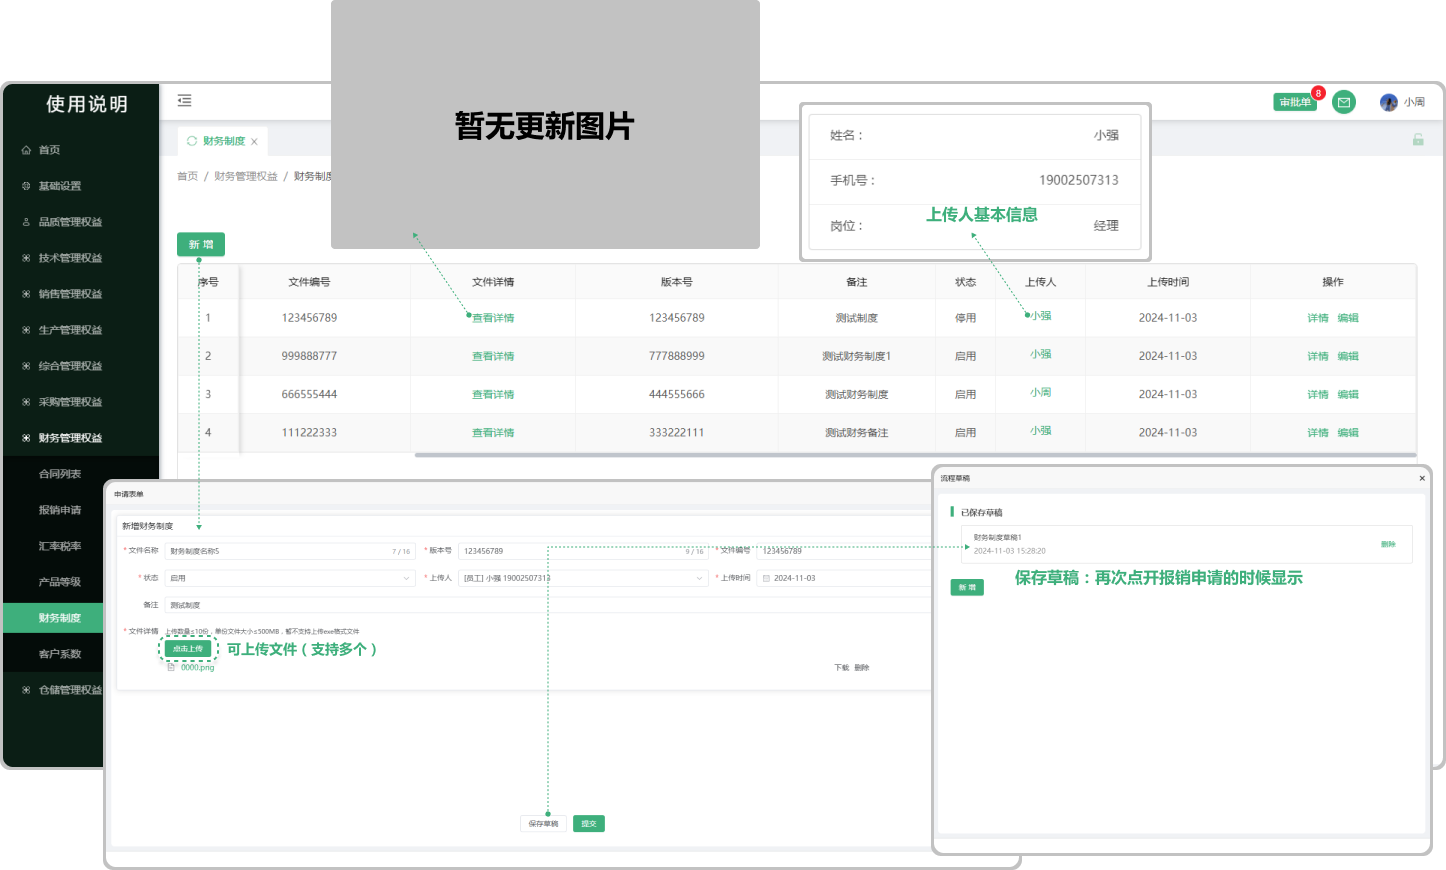 使用说明
首页
基础设置
品质管理权益
技术管理权益
销售管理权益
生产管理权益
综合管理权益
采购管理权益
财务管理权益
合同列表
报销申请
汇率税率
产品等级
财务制度
客户系数
仓储管理权益
审批单
8
小周
财务制度
首页 / 财务管理权益 / 财务制度
暂无更新图片
姓名： 小强
手机号： 19002507313
岗位： 经理
上传人基本信息
新 增
序号 文件编号 文件详情 版本号 备注 状态 上传人 上传时间 操作
1 123456789 查看详情 123456789 测试制度 停用 小强 2024-11-03 详情 编辑
2 999888777 查看详情 777888999 测试财务制度1 启用 小强 2024-11-03 详情 编辑
3 666555444 查看详情 444555666 测试财务制度 启用 小周 2024-11-03 详情 编辑
4 111222333 查看详情 333222111 测试财务备注 启用 小强 2024-11-03 详情 编辑
申请表单
新增财务制度
* 文件名称 财务制度名称5 7 / 16 * 版本号 123456789 9 / 16 * 文件编号 123456789
* 状态 启用 * 上传人 [员工] 小强 19002507313 * 上传时间 2024-11-03
备注 测试制度
* 文件详情 上传数量≤10份，单份文件大小≤500MB，暂不支持上传exe格式文件
点击上传
可上传文件（支持多个）
0000.png 下载 删除
保存草稿 提交
流程草稿
已保存草稿
财务制度草稿1
2024-11-03 15:28:20
删除
新 增
保存草稿：再次点开报销申请的时候显示